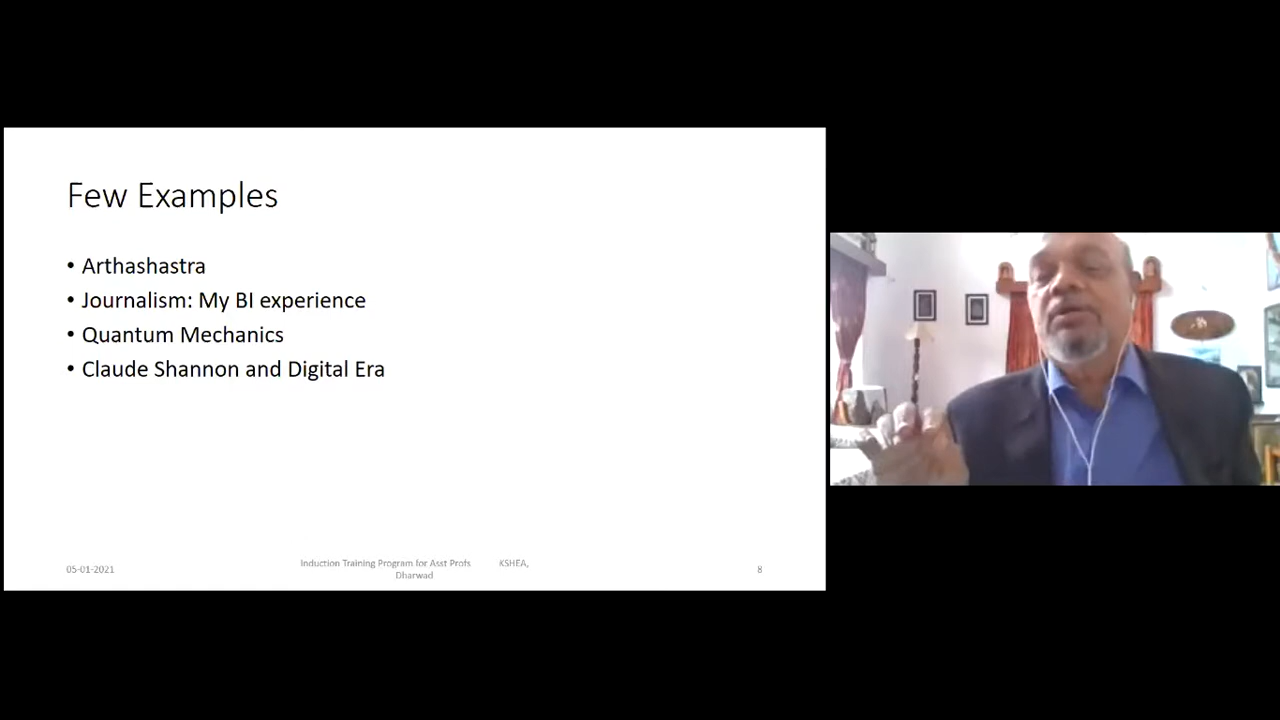 Few Examples
• Arthashastra
• Journalism: My BI experience
• Quantum Mechanics
• Claude Shannon and Digital Era
05-01-2021
Induction Training Program for Asst Profs KSHEA,
Dharwad
8